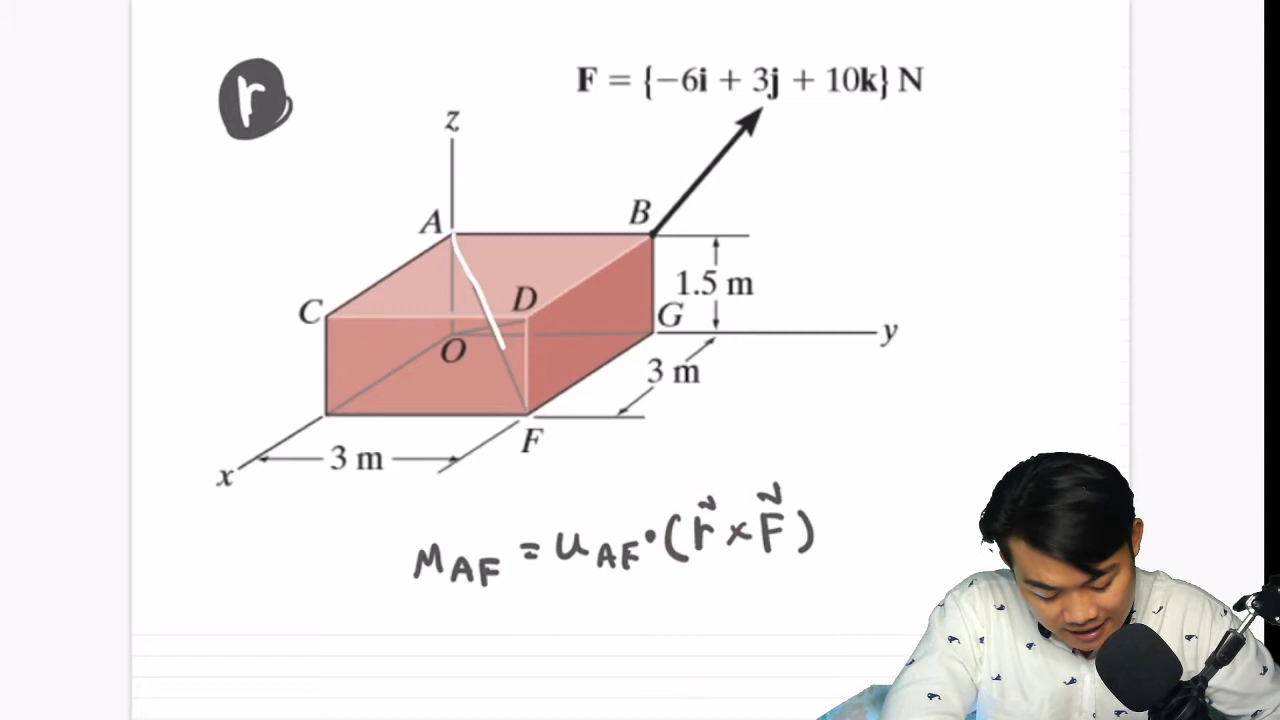 r
F = {−6i + 3j + 10k} N
z
A
B
1.5 m
C
D
G
y
O
3 m
F
3 m
x
M_AF = u_AF · (r⃗ × F⃗)